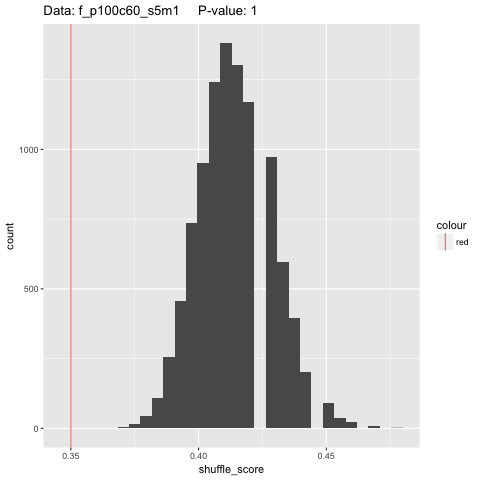 Data: f_p100c60_s5m1 P-value: 1
count
1000
500
0
0.35 0.40 0.45
shuffle_score
colour
red